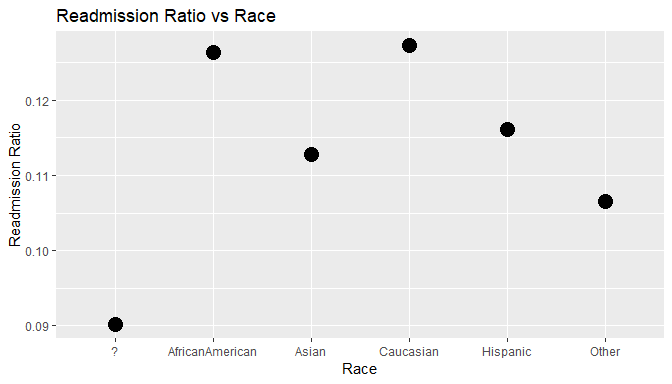 Readmission Ratio vs Race
Readmission Ratio
0.12
0.11
0.10
0.09
? AfricanAmerican Asian Caucasian Hispanic Other
Race